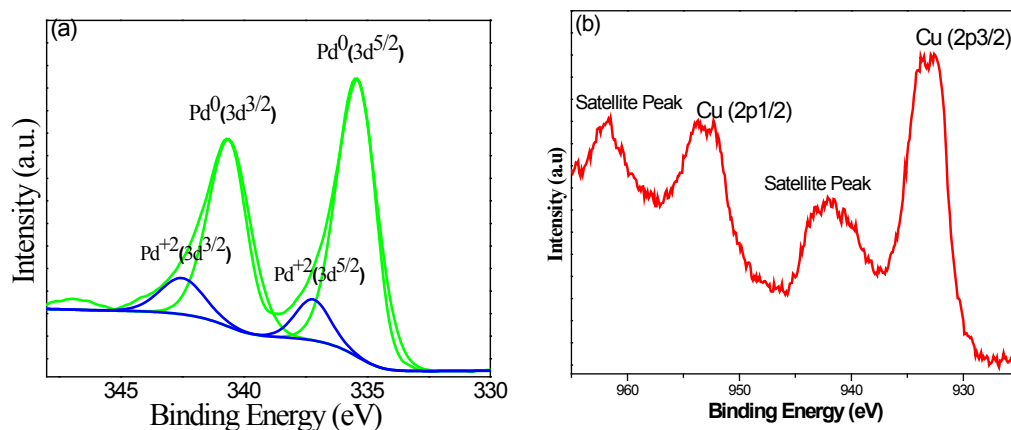 (a)
Pd⁰(3d⁵/²)
Pd⁰(3d³/²)
Pd⁺²(3d³/²)
Pd⁺²(3d⁵/²)
Intensity (a.u.)
345 340 335 330
Binding Energy (eV)
(b)
Cu (2p3/2)
Satellite Peak
Cu (2p1/2)
Satellite Peak
Intensity (a.u)
960 950 940 930
Binding Energy (eV)